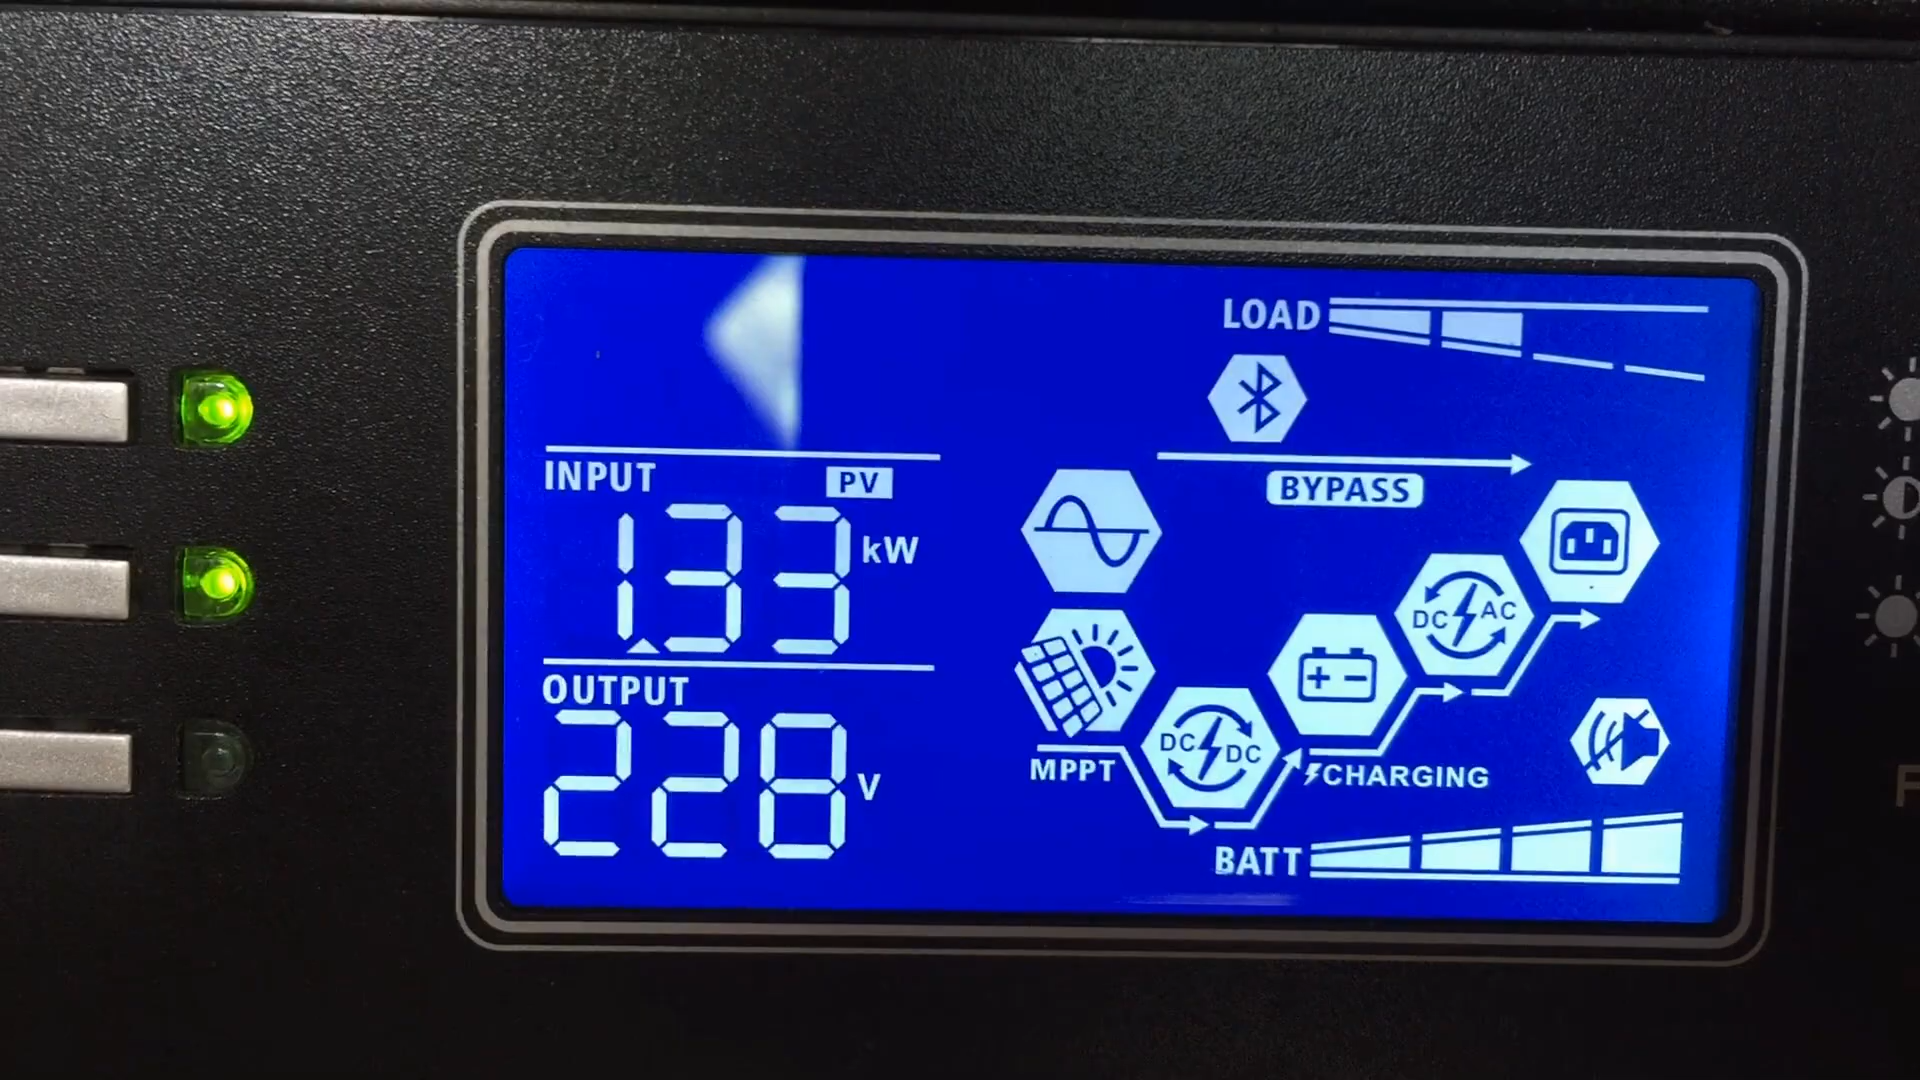 LOAD
INPUT PV
1.33 kW
BYPASS
OUTPUT
228 V
DC AC
DC DC
MPPT
CHARGING
BATT